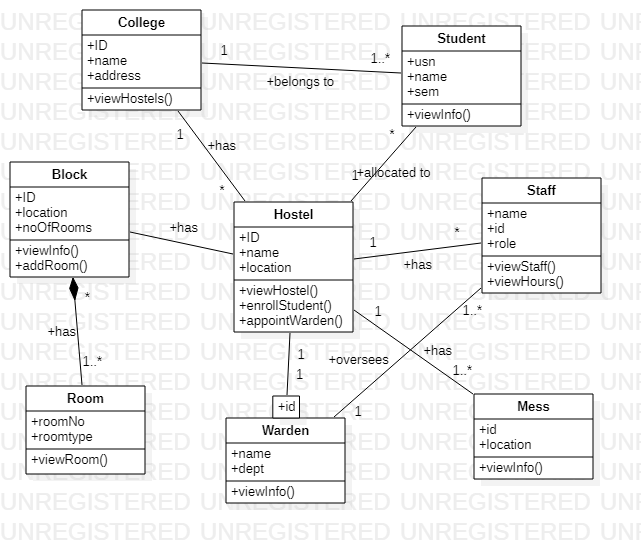 College
+ID
+name
+address
+viewHostels()
Student
+usn
+name
+sem
+viewInfo()
1
1..*
+belongs to
1
+has
*
*
1
+allocated to
Block
+ID
+location
+noOfRooms
+viewInfo()
+addRoom()
+has
Hostel
+ID
+name
+location
+viewHostel()
+enrollStudent()
+appointWarden()
Staff
+name
+id
+role
+viewStaff()
+viewHours()
1
*
+has
*
+has
1..*
1
+has
1..*
1..*
+oversees
1
1
1
+id
Room
+roomNo
+roomtype
+viewRoom()
Warden
+name
+dept
+viewInfo()
Mess
+id
+location
+viewInfo()
UNREGISTERED